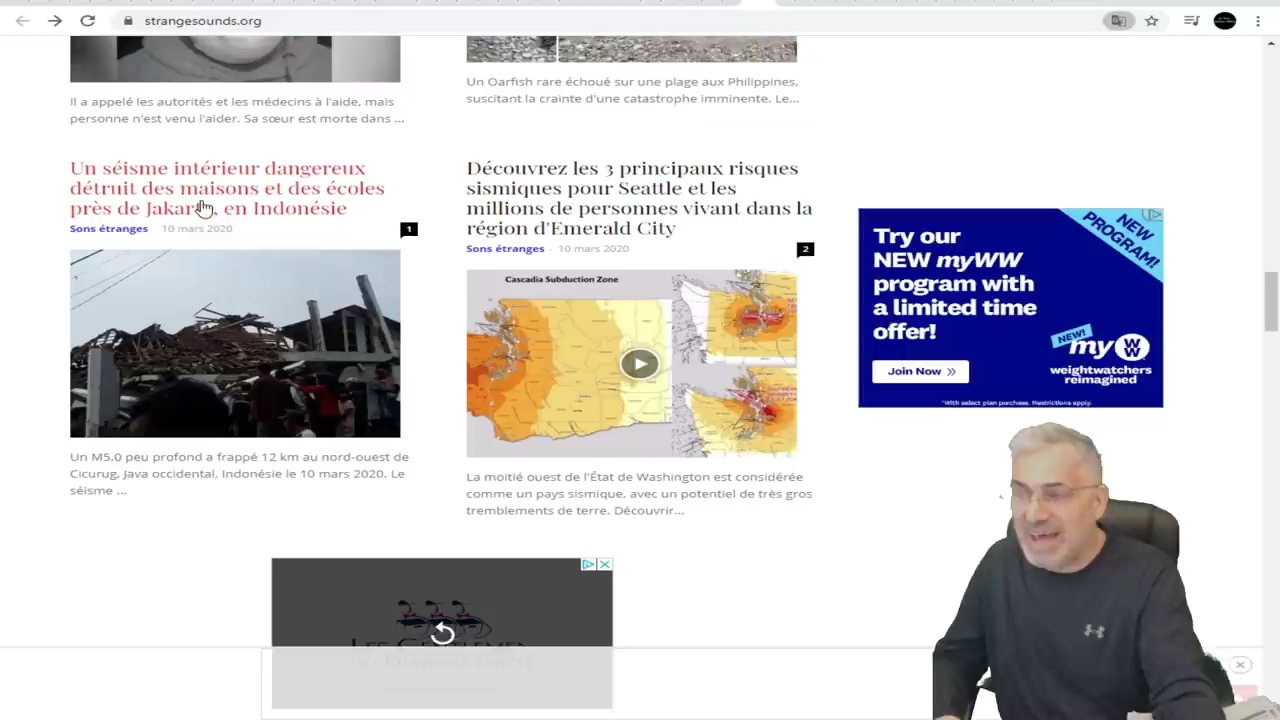 strangesounds.org
Il a appelé les autorités et les médecins à l'aide, mais
personne n'est venu l'aider. Sa sœur est morte dans ...
Un Oarfish rare échoué sur une plage aux Philippines,
suscitant la crainte d'une catastrophe imminente. Le...
Un séisme intérieur dangereux
détruit des maisons et des écoles
près de Jakar , en Indonésie
Sons étranges - 10 mars 2020
1
Un M5.0 peu profond a frappé 12 km au nord-ouest de
Cicurug, Java occidental, Indonésie le 10 mars 2020. Le
séisme ...
Découvrez les 3 principaux risques
sismiques pour Seattle et les
millions de personnes vivant dans la
région d'Emerald City
Sons étranges - 10 mars 2020
2
Cascadia Subduction Zone
La moitié ouest de l'État de Washington est considérée
comme un pays sismique, avec un potentiel de très gros
tremblements de terre. Découvrir...
NEW
PROGRAM!
Try our
NEW myWW
program with
a limited time
offer!
Join Now »
NEW!
my WW
weightwatchers
reimagined
*With select plan purchase. Restrictions apply.